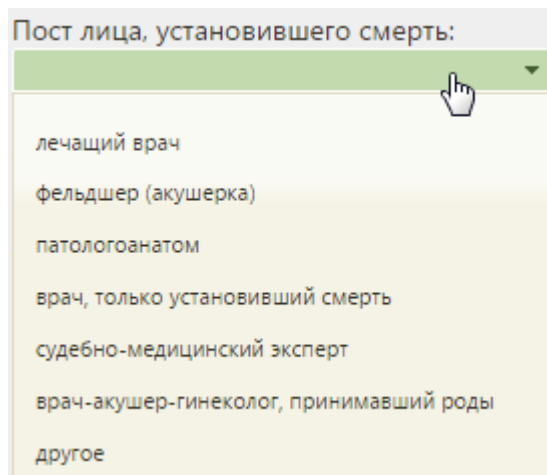 Пост лица, установившего смерть:
лечащий врач
фельдшер (акушерка)
патологоанатом
врач, только установивший смерть
судебно-медицинский эксперт
врач-акушер-гинеколог, принимавший роды
другое